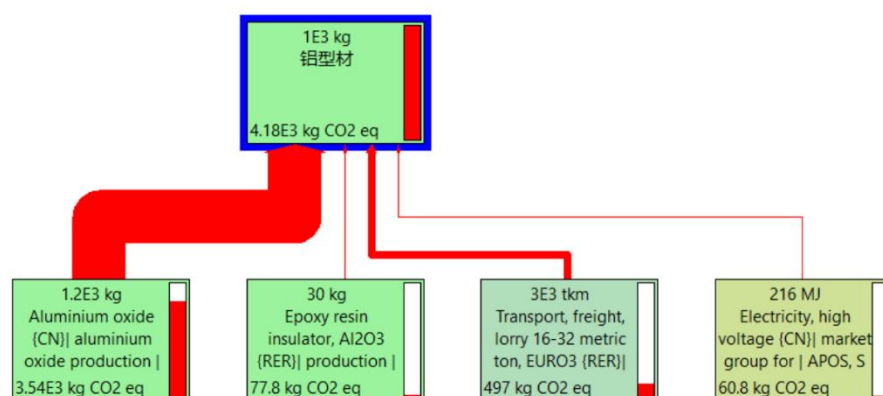 1E3 kg
铝型材
4.18E3 kg CO2 eq
1.2E3 kg
Aluminium oxide
{CN}| aluminium
oxide production |
3.54E3 kg CO2 eq
30 kg
Epoxy resin
insulator, Al2O3
{RER}| production |
77.8 kg CO2 eq
3E3 tkm
Transport, freight,
lorry 16-32 metric
ton, EURO3 {RER}|
497 kg CO2 eq
216 MJ
Electricity, high
voltage {CN}| market
group for | APOS, S
60.8 kg CO2 eq